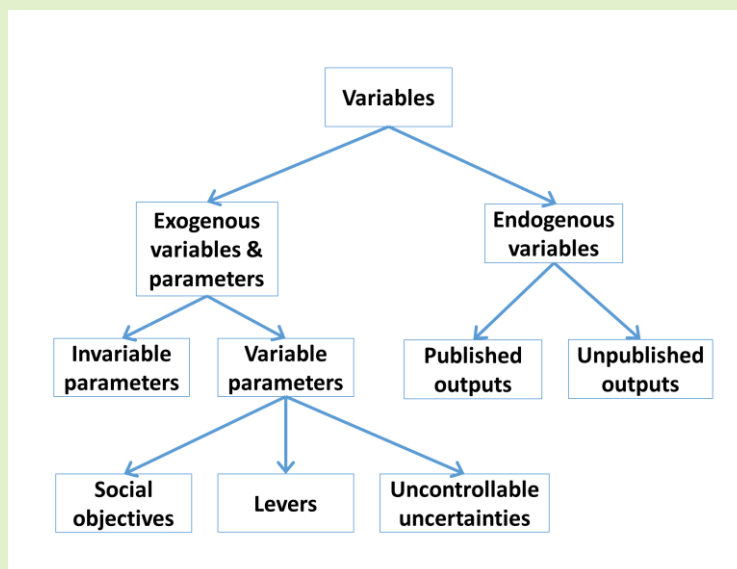 Variables
Exogenous
variables &
parameters
Endogenous
variables
Invariable
parameters
Variable
parameters
Published
outputs
Unpublished
outputs
Social
objectives
Levers
Uncontrollable
uncertainties